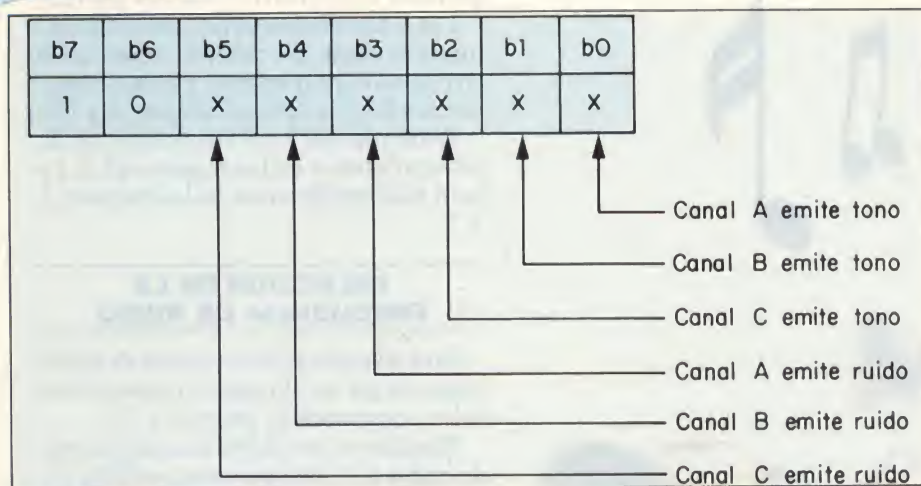 b7 b6 b5 b4 b3 b2 b1 b0
1 0 x x x x x x
Canal A emite tono
Canal B emite tono
Canal C emite tono
Canal A emite ruido
Canal B emite ruido
Canal C emite ruido